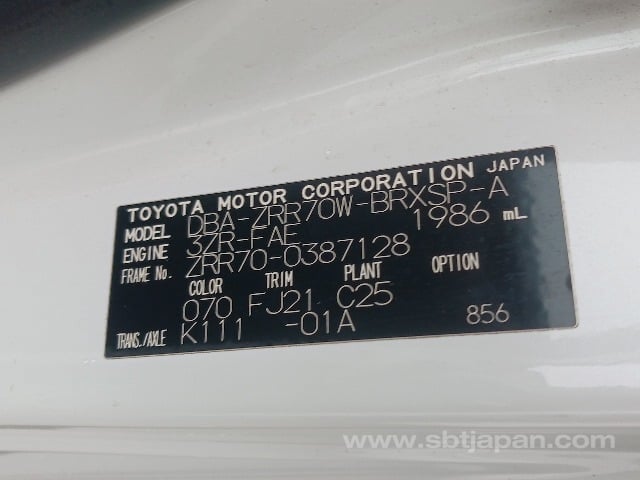 TOYOTA MOTOR CORPORATION JAPAN
MODEL DBA-ZRR70W-BRXSP-A
ENGINE 3ZR-FAE 1986 mL
FRAME No. ZRR70-0387128
COLOR TRIM PLANT OPTION
070 FJ21 C25
TRANS./AXLE K111 -01A 856
www.sbtjapan.com